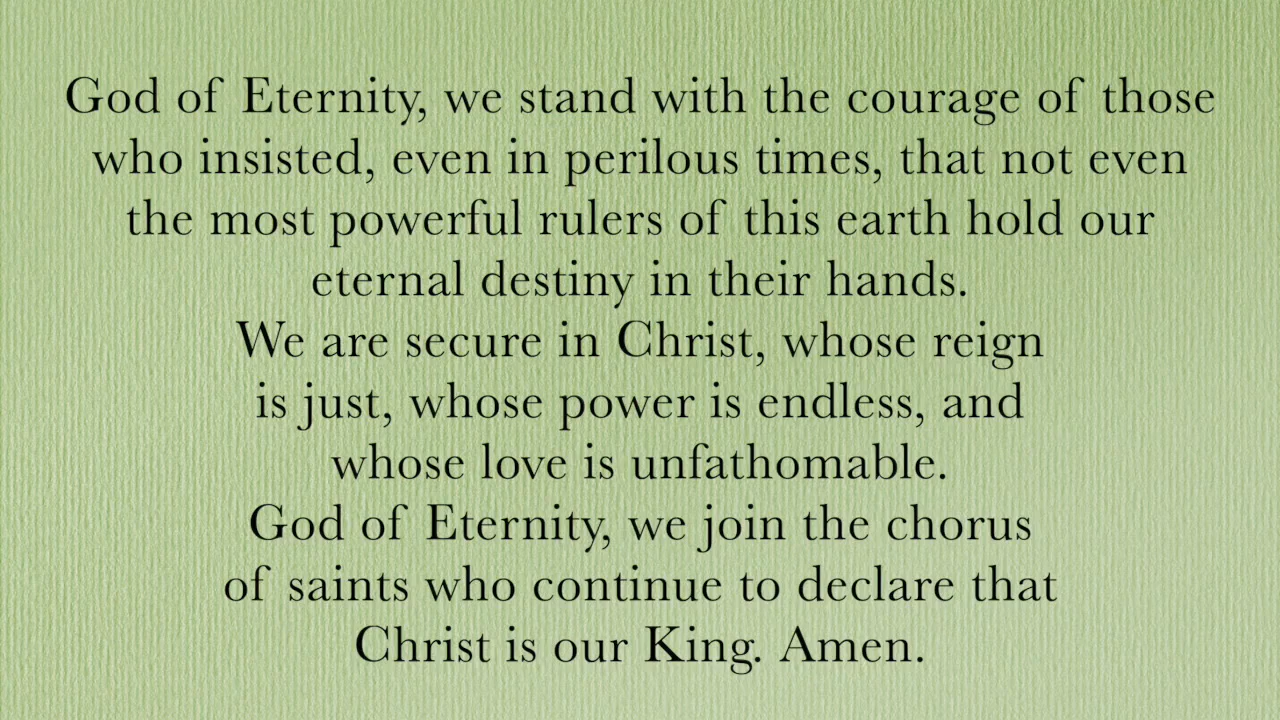 God of Eternity, we stand with the courage of those
who insisted, even in perilous times, that not even
the most powerful rulers of this earth hold our
eternal destiny in their hands.
We are secure in Christ, whose reign
is just, whose power is endless, and
whose love is unfathomable.
God of Eternity, we join the chorus
of saints who continue to declare that
Christ is our King. Amen.